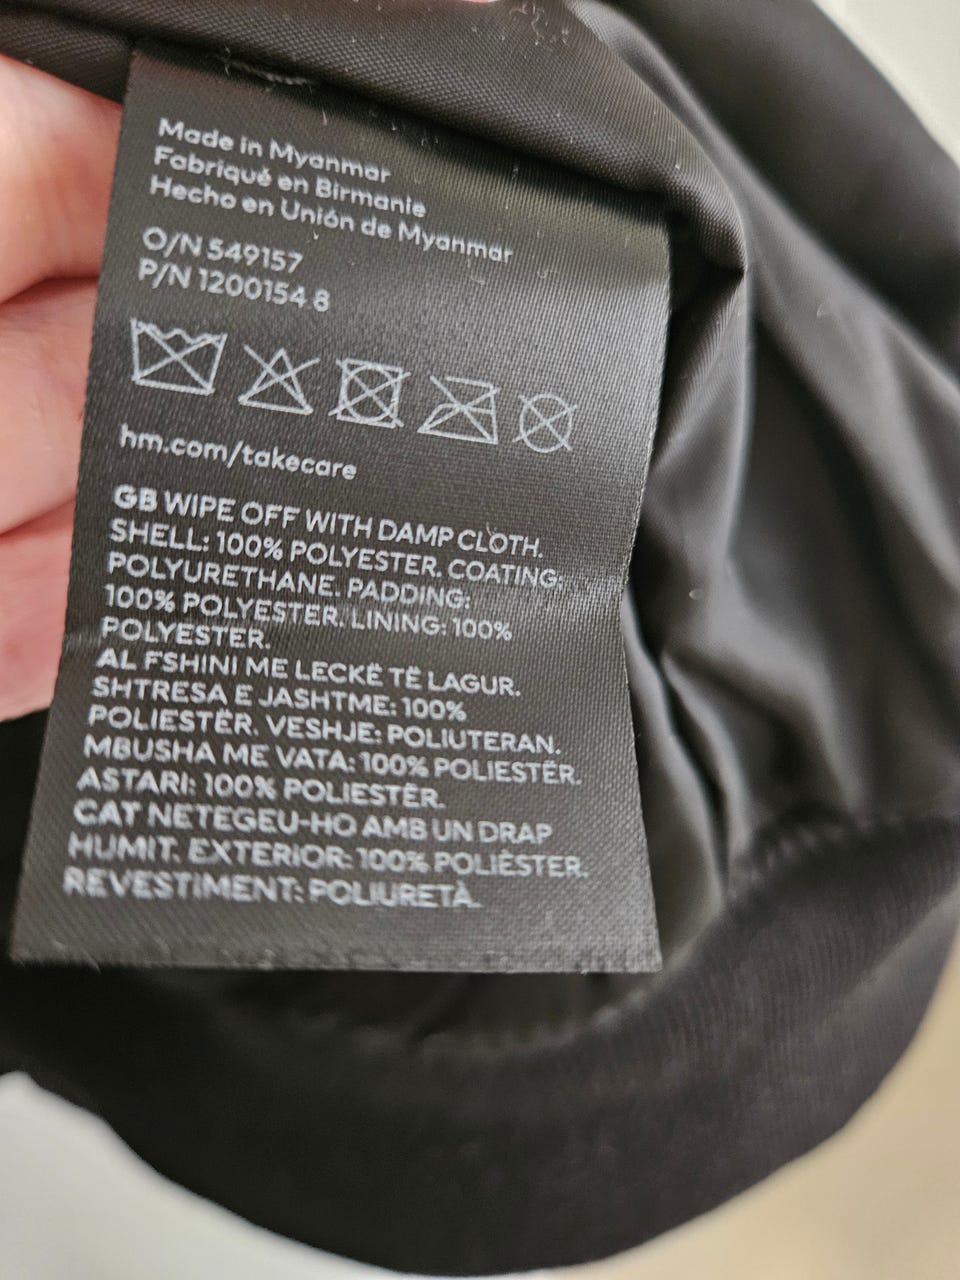 Made in Myanmar
Fabriqué en Birmanie
Hecho en Unión de Myanmar
O/N 549157
P/N 1200154 8
hm.com/takecare
GB WIPE OFF WITH DAMP CLOTH.
SHELL: 100% POLYESTER. COATING:
POLYURETHANE. PADDING:
100% POLYESTER. LINING: 100%
POLYESTER.
AL FSHINI ME LECKË TË LAGUR.
SHTRESA E JASHTME: 100%
POLIESTËR. VESHJE: POLIUTERAN.
MBUSHA ME VATA: 100% POLIESTËR.
ASTARI: 100% POLIESTËR.
CAT NETEGEU-HO AMB UN DRAP
HUMIT. EXTERIOR: 100% POLIÈSTER.
REVESTIMENT: POLIURETÀ.